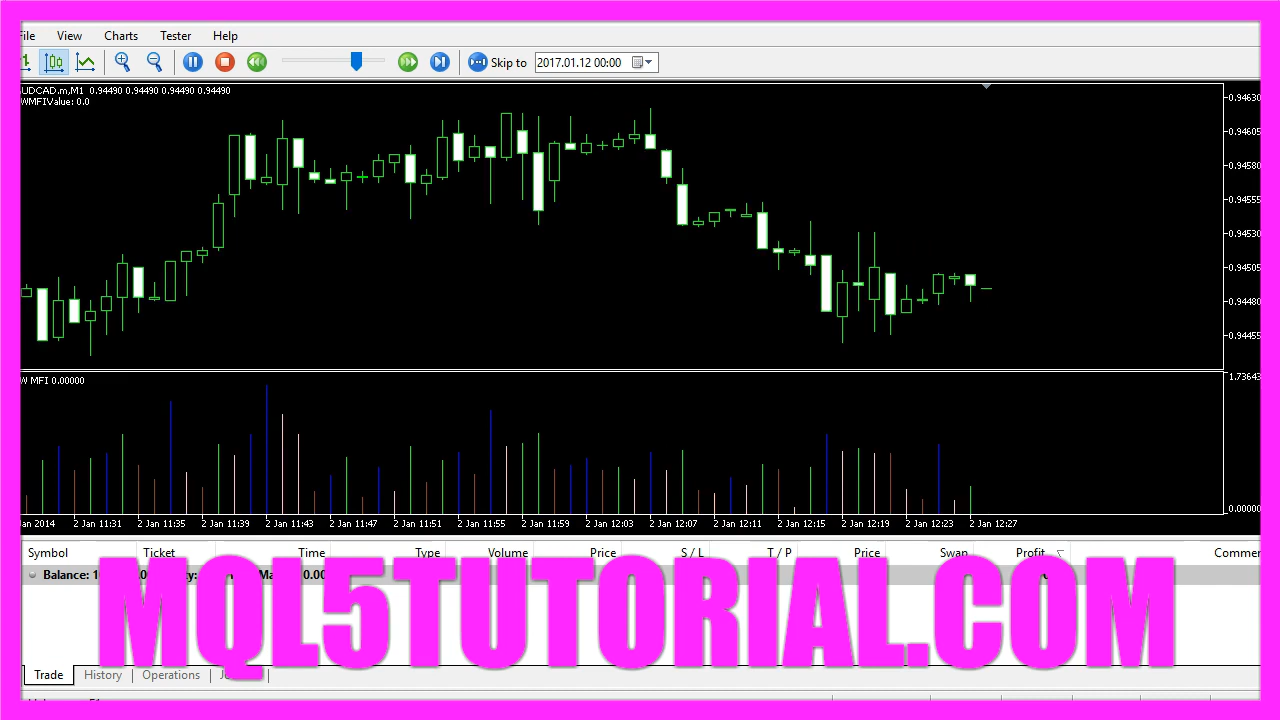 File View Charts Tester Help
Skip to 2017.01.12 00:00
UDCAD.m,M1 0.94490 0.94490 0.94490 0.94490
WMFIValue: 0.0
0.94630
0.94605
0.94580
0.94555
0.94530
0.94505
0.94480
0.94455
W MFI 0.00000
1.73643
0.00000
Jan 2014 2 Jan 11:31 2 Jan 11:35 2 Jan 11:39 2 Jan 11:43 2 Jan 11:47 2 Jan 11:51 2 Jan 11:55 2 Jan 11:59 2 Jan 12:03 2 Jan 12:07 2 Jan 12:11 2 Jan 12:15 2 Jan 12:19 2 Jan 12:23 2 Jan 12:27
Symbol Ticket Time Type Volume Price S / L T / P Price Swap Profit Commen
Balance:
MQL5TUTORIAL.COM
Trade History Operations